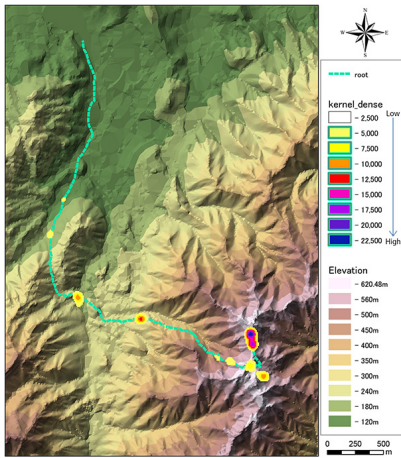 N
W E
S
root
kernel_dense
- 2,500
Low
- 5,000
- 7,500
- 10,000
- 12,500
- 15,000
- 17,500
- 20,000
- 22,500
High
Elevation
- 620.48m
- 560m
- 500m
- 450m
- 400m
- 350m
- 300m
- 240m
- 180m
- 120m
0 250 500
m